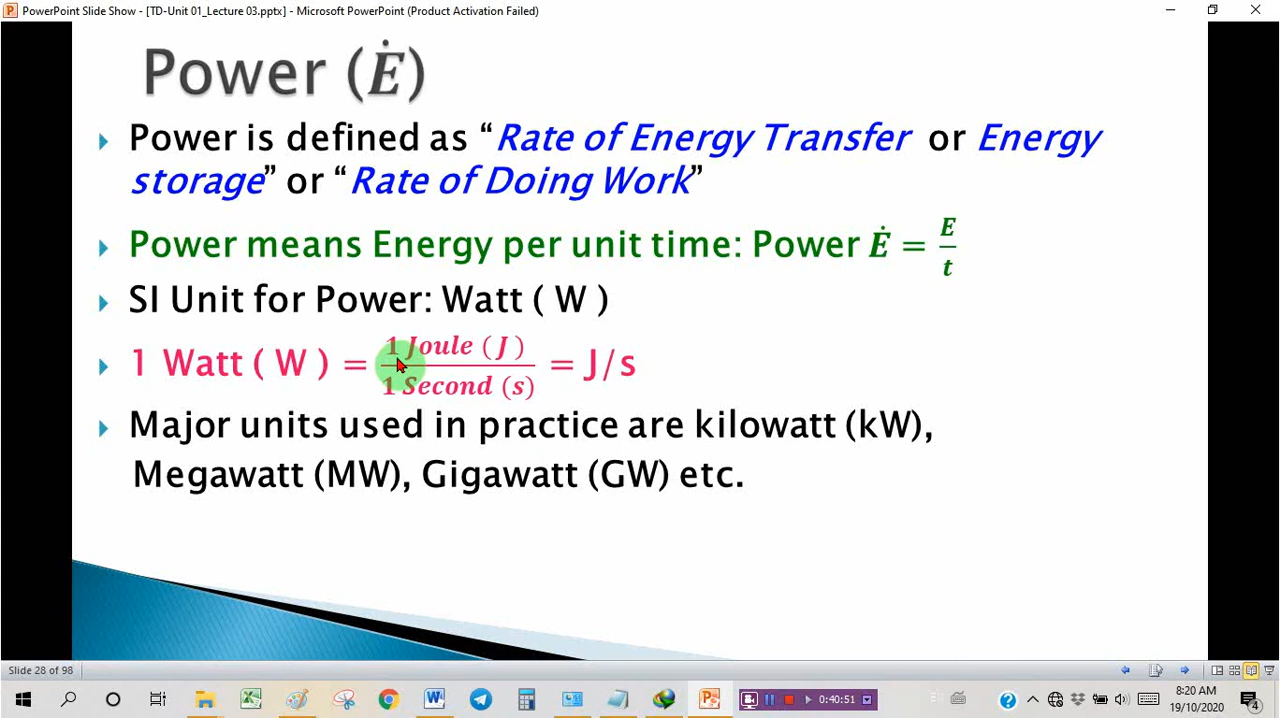 PowerPoint Slide Show - [TD-Unit 01_Lecture 03.pptx] - Microsoft PowerPoint (Product Activation Failed)
Power (Ė)
Power is defined as “Rate of Energy Transfer or Energy
storage” or “Rate of Doing Work”
Power means Energy per unit time: Power Ė = E/t
SI Unit for Power: Watt ( W )
1 Watt ( W ) = 1 Joule (J) / 1 Second (s) = J/s
Major units used in practice are kilowatt (kW),
Megawatt (MW), Gigawatt (GW) etc.
Slide 28 of 98
0:40:51
8:20 AM
19/10/2020
4